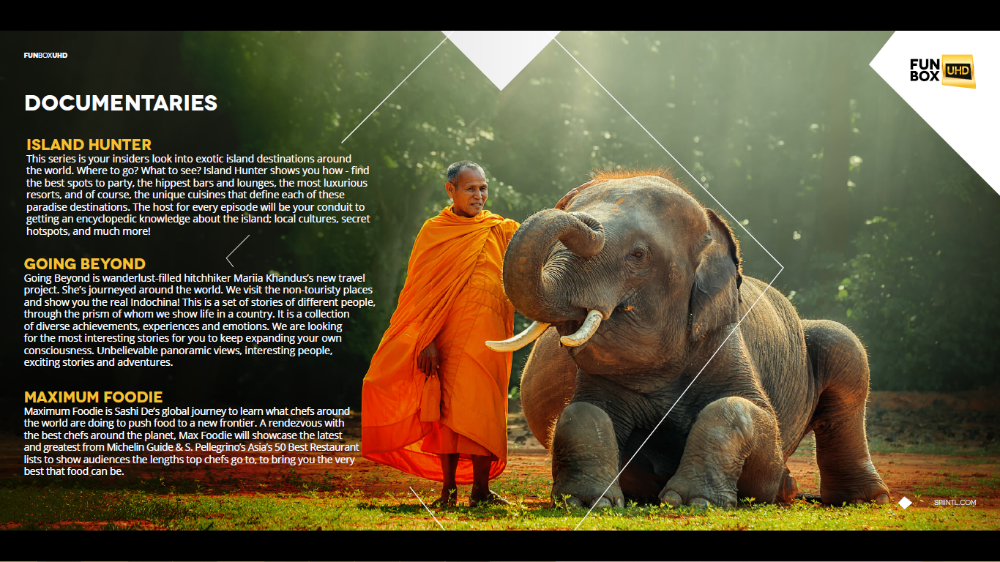 FUNBOXUHD
FUN
BOX
UHD
DOCUMENTARIES
ISLAND HUNTER
This series is your insiders look into exotic island destinations around
the world. Where to go? What to see? Island Hunter shows you how - find
the best spots to party, the hippest bars and lounges, the most luxurious
resorts, and of course, the unique cuisines that define each of these
paradise destinations. The host for every episode will be your conduit to
getting an encyclopedic knowledge about the island; local cultures, secret
hotspots, and much more!
GOING BEYOND
Going Beyond is wanderlust-filled hitchhiker Mariia Khandus's new travel
project. She's journeyed around the world. We visit the non-touristy places
and show you the real Indochina! This is a set of stories of different people,
through the prism of whom we show life in a country. It is a collection
of diverse achievements, experiences and emotions. We are looking
for the most interesting stories for you to keep expanding your own
consciousness. Unbelievable panoramic views, interesting people,
exciting stories and adventures.
MAXIMUM FOODIE
Maximum Foodie is Sashi De's global journey to learn what chefs around
the world are doing to push food to a new frontier. A rendezvous with
the best chefs around the planet, Max Foodie will showcase the latest
and greatest from Michelin Guide & S. Pellegrino's Asia's 50 Best Restaurant
lists to show audiences the lengths top chefs go to, to bring you the very
best that food can be.
SPIINTL.COM